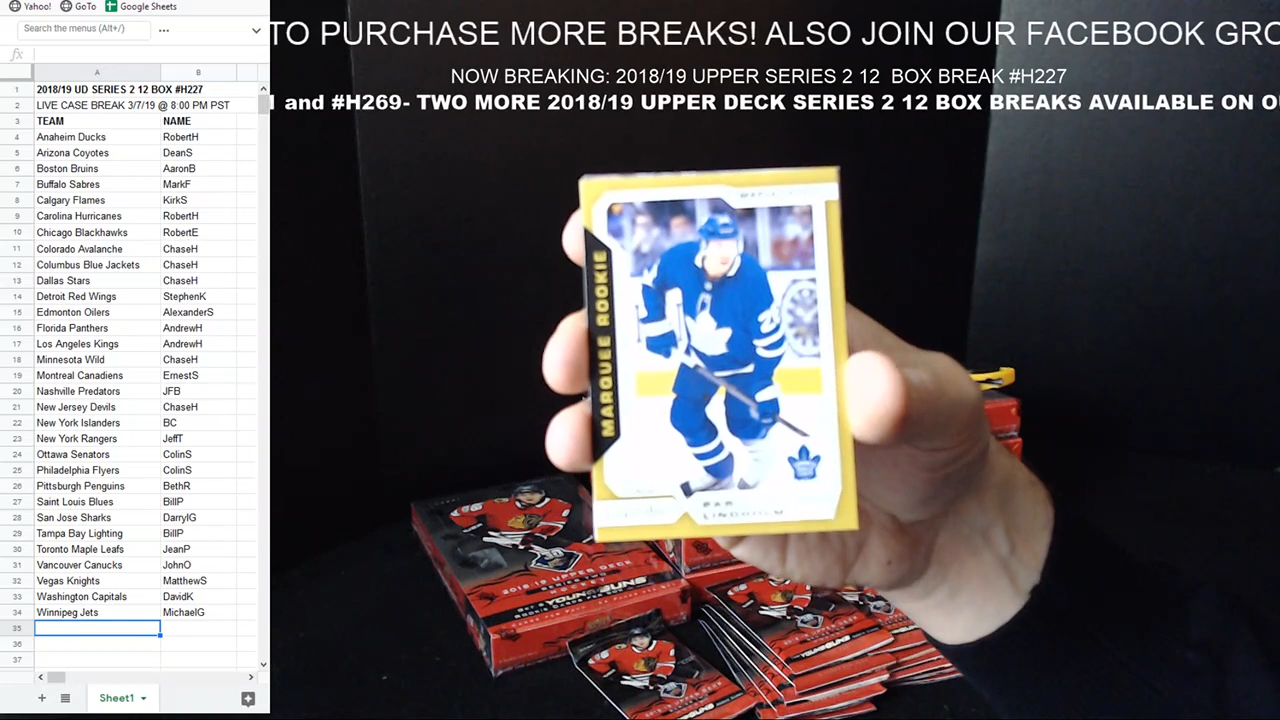 Yahoo!
GoTo
Google Sheets
Search the menus (Alt+/)
fx
A B
1 2018/19 UD SERIES 2 12 BOX #H227
2 LIVE CASE BREAK 3/7/19 @ 8:00 PM PST
3 TEAM NAME
4 Anaheim Ducks RobertH
5 Arizona Coyotes DeanS
6 Boston Bruins AaronB
7 Buffalo Sabres MarkF
8 Calgary Flames KirkS
9 Carolina Hurricanes RobertH
10 Chicago Blackhawks RobertE
11 Colorado Avalanche ChaseH
12 Columbus Blue Jackets ChaseH
13 Dallas Stars ChaseH
14 Detroit Red Wings StephenK
15 Edmonton Oilers AlexanderS
16 Florida Panthers AndrewH
17 Los Angeles Kings AndrewH
18 Minnesota Wild ChaseH
19 Montreal Canadiens ErnestS
20 Nashville Predators JFB
21 New Jersey Devils ChaseH
22 New York Islanders BC
23 New York Rangers JeffT
24 Ottawa Senators ColinS
25 Philadelphia Flyers ColinS
26 Pittsburgh Penguins BethR
27 Saint Louis Blues BillP
28 San Jose Sharks DarrylG
29 Tampa Bay Lighting BillP
30 Toronto Maple Leafs JeanP
31 Vancouver Canucks JohnO
32 Vegas Knights MatthewS
33 Washington Capitals DavidK
34 Winnipeg Jets MichaelG
35
36
37
Sheet1
TO PURCHASE MORE BREAKS! ALSO JOIN OUR FACEBOOK GRO
NOW BREAKING: 2018/19 UPPER SERIES 2 12 BOX BREAK #H227
and #H269- TWO MORE 2018/19 UPPER DECK SERIES 2 12 BOX BREAKS AVAILABLE ON O
MARQUEE ROOKIE
PAR
LINDHOLM
2018-19 UPPER DECK
SERIES TWO
YOUNG GUNS
YOUNG GUNS